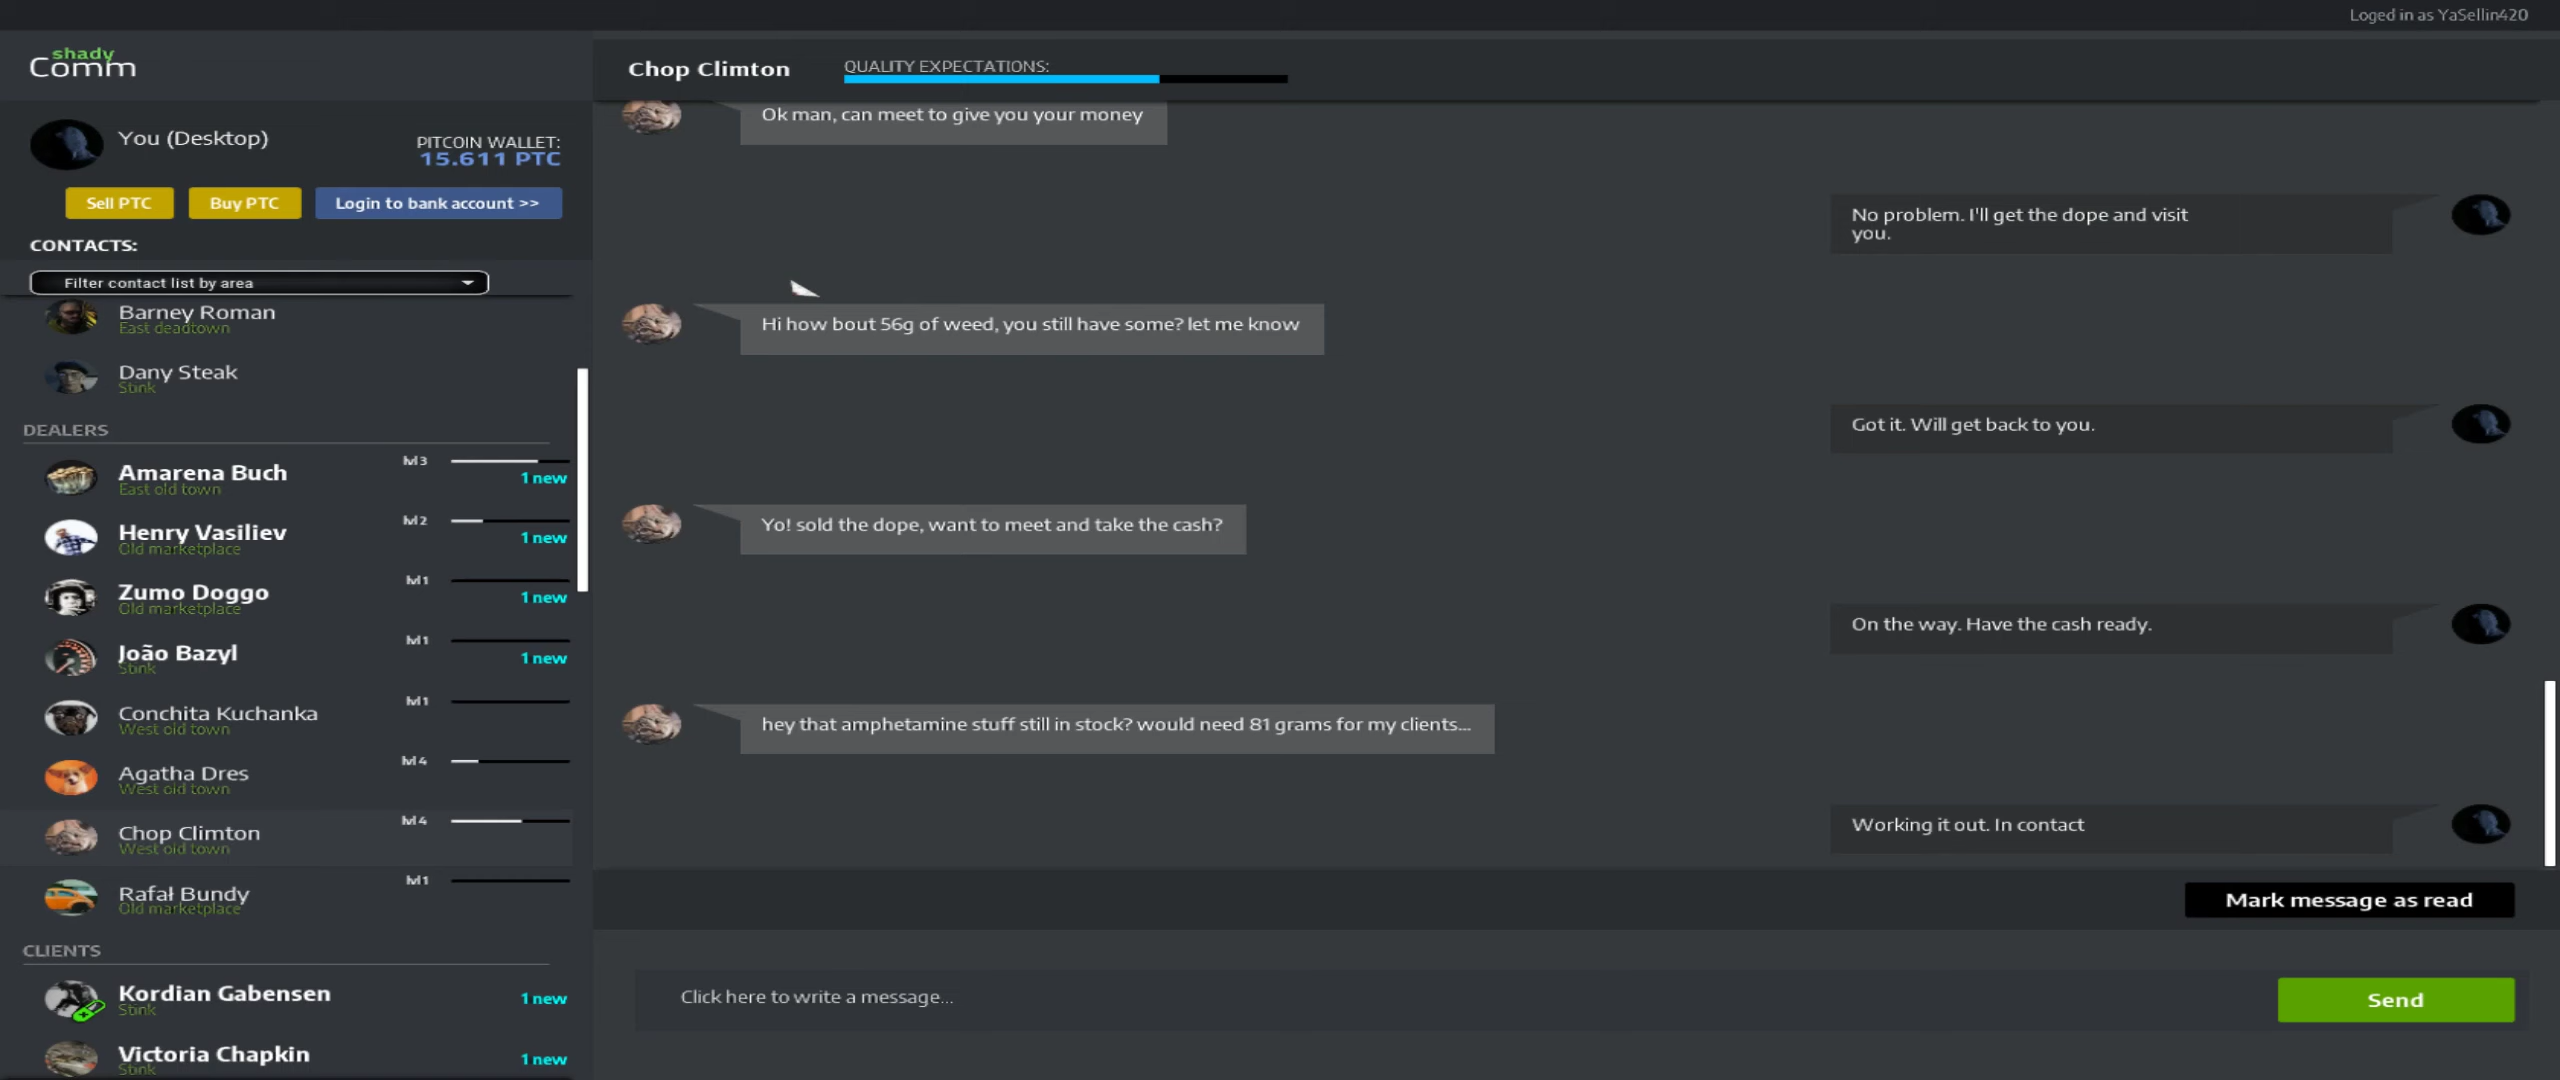 Loged in as YaSellin420
shady
Comm
You (Desktop)
PITCOIN WALLET:
15.611 PTC
Sell PTC
Buy PTC
Login to bank account >>
CONTACTS:
Filter contact list by area
Barney Roman
East deadtown
Dany Steak
Stink
DEALERS
Amarena Buch
East old town
lvl3
1 new
Henry Vasiliev
Old marketplace
lvl2
1 new
Zumo Doggo
Old marketplace
lvl1
1 new
João Bazyl
Stink
lvl1
1 new
Conchita Kuchanka
West old town
lvl1
Agatha Dres
West old town
lvl4
Chop Climton
West old town
lvl4
Rafał Bundy
Old marketplace
lvl1
CLIENTS
Kordian Gabensen
Stink
1 new
Victoria Chapkin
Stink
1 new
Chop Climton
QUALITY EXPECTATIONS:
Ok man, can meet to give you your money
No problem. I'll get the dope and visit
you.
Hi how bout 56g of weed, you still have some? let me know
Got it. Will get back to you.
Yo! sold the dope, want to meet and take the cash?
On the way. Have the cash ready.
hey that amphetamine stuff still in stock? would need 81 grams for my clients...
Working it out. In contact
Mark message as read
Click here to write a message...
Send